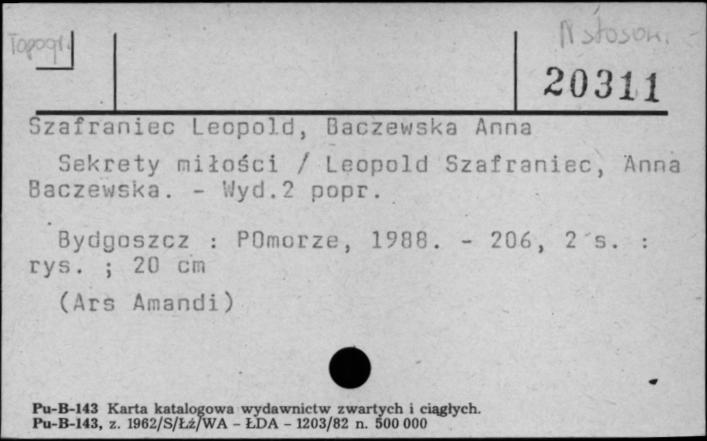 Topogr.
N stosow.
20311
Szafraniec Leopold, Baczewska Anna
Sekrety miłości / Leopold Szafraniec, Anna
Baczewska. - Wyd.2 popr.
Bydgoszcz : POmorze, 1988. - 206, 2 s. :
rys. ; 20 cm
(Ars Amandi)
Pu-B-143 Karta katalogowa wydawnictw zwartych i ciągłych.
Pu-B-143, z. 1962/S/Łż/WA - ŁDA - 1203/82 n. 500 000